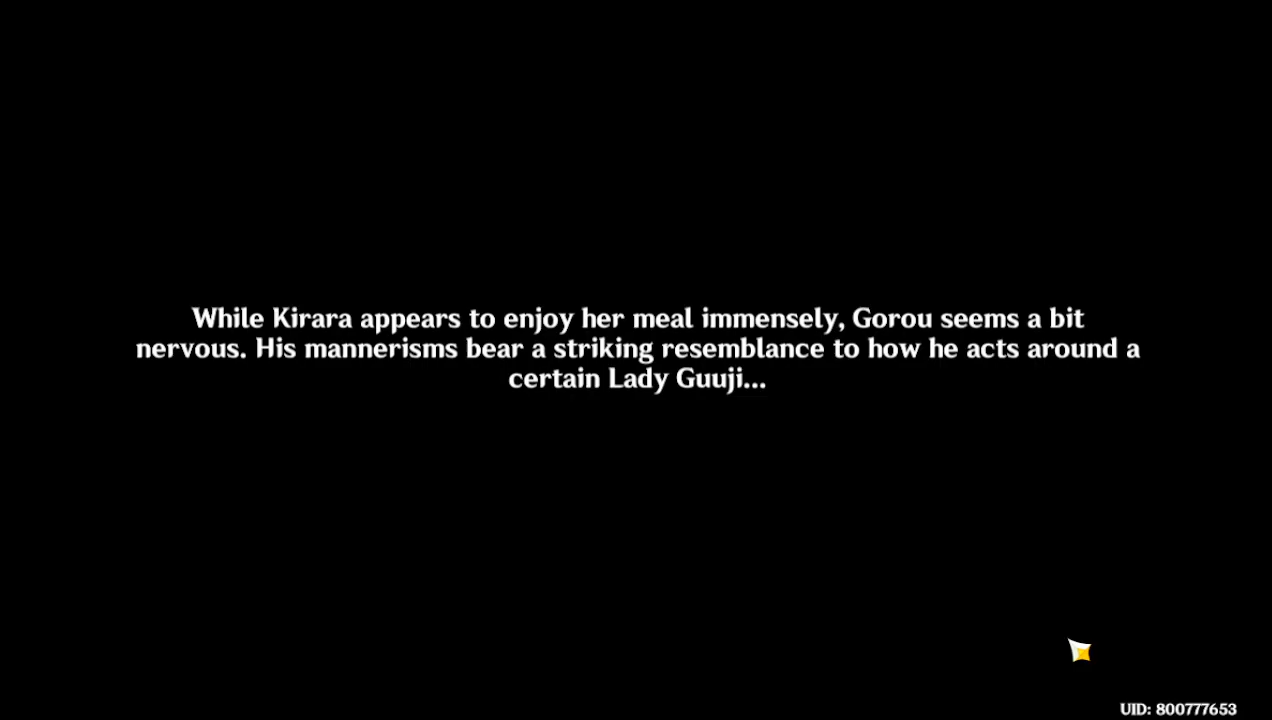 While Kirara appears to enjoy her meal immensely, Gorou seems a bit
nervous. His mannerisms bear a striking resemblance to how he acts around a
certain Lady Guuji...
UID: 800777653